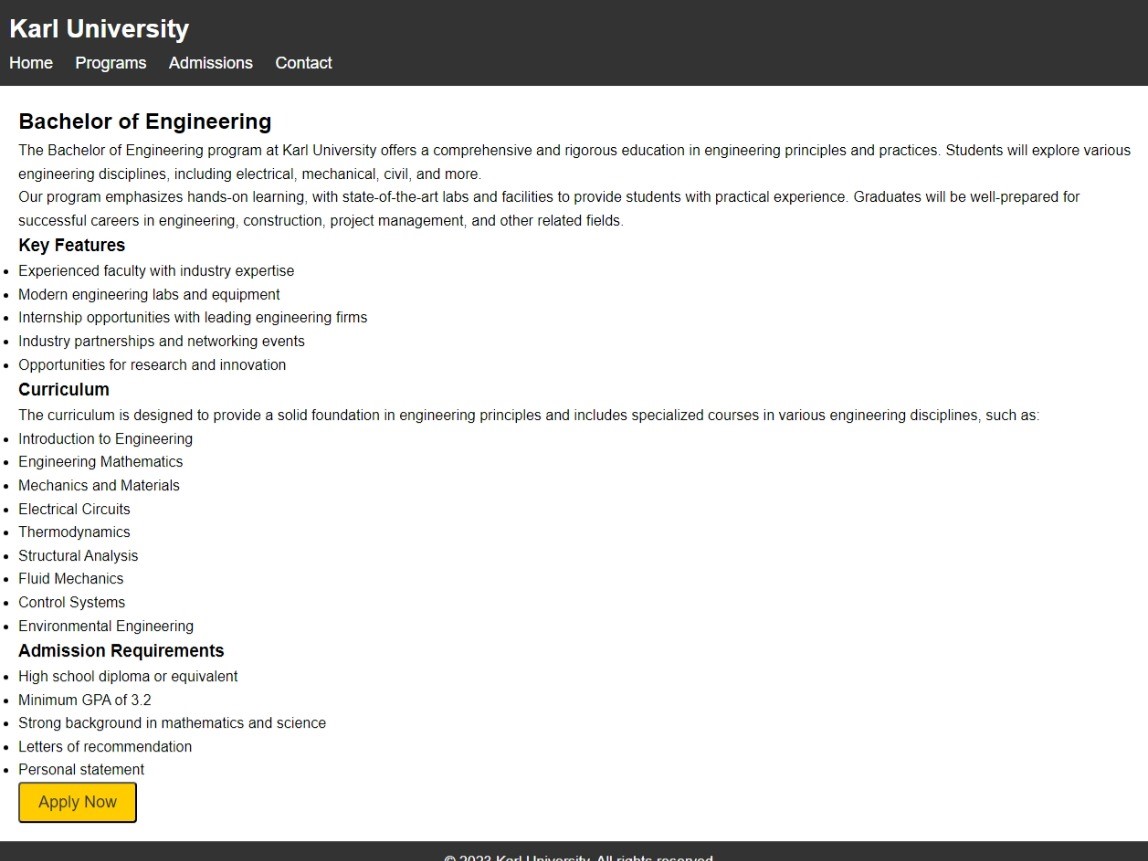 Karl University
Home Programs Admissions Contact
Bachelor of Engineering
The Bachelor of Engineering program at Karl University offers a comprehensive and rigorous education in engineering principles and practices. Students will explore various
engineering disciplines, including electrical, mechanical, civil, and more.
Our program emphasizes hands-on learning, with state-of-the-art labs and facilities to provide students with practical experience. Graduates will be well-prepared for
successful careers in engineering, construction, project management, and other related fields.
Key Features
• Experienced faculty with industry expertise
• Modern engineering labs and equipment
• Internship opportunities with leading engineering firms
• Industry partnerships and networking events
• Opportunities for research and innovation
Curriculum
The curriculum is designed to provide a solid foundation in engineering principles and includes specialized courses in various engineering disciplines, such as:
• Introduction to Engineering
• Engineering Mathematics
• Mechanics and Materials
• Electrical Circuits
• Thermodynamics
• Structural Analysis
• Fluid Mechanics
• Control Systems
• Environmental Engineering
Admission Requirements
• High school diploma or equivalent
• Minimum GPA of 3.2
• Strong background in mathematics and science
• Letters of recommendation
• Personal statement
Apply Now
© 2023 Karl University. All rights reserved.